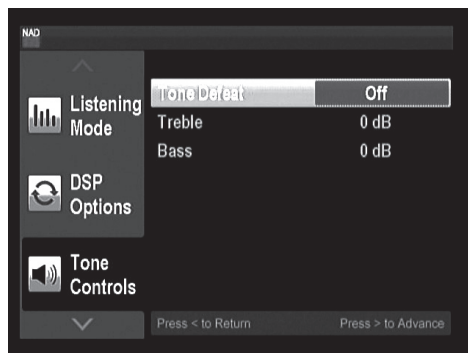 NAD
Listening
Mode
DSP
Options
Tone
Controls
Tone Defeat Off
Treble 0 dB
Bass 0 dB
Press < to Return Press > to Advance